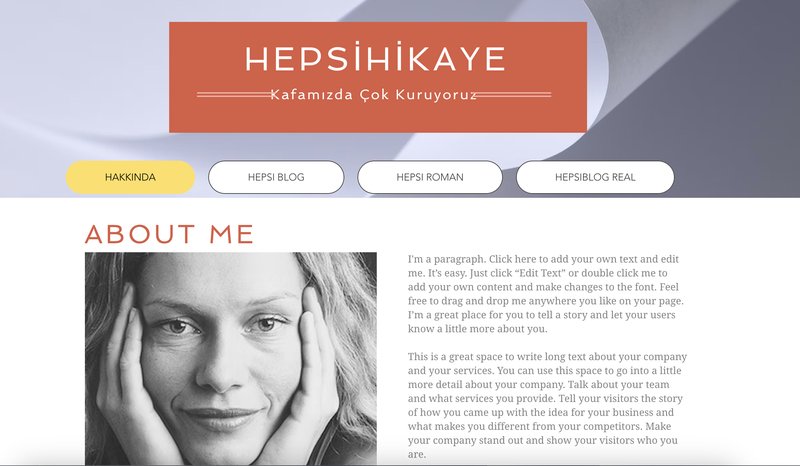 HEPSİHİKAYE
Kafamızda Çok Kuruyoruz
HAKKINDA
HEPSI BLOG
HEPSI ROMAN
HEPSIBLOG REAL
ABOUT ME
I'm a paragraph. Click here to add your own text and edit
me. It's easy. Just click “Edit Text” or double click me to
add your own content and make changes to the font. Feel
free to drag and drop me anywhere you like on your page.
I'm a great place for you to tell a story and let your users
know a little more about you.
This is a great space to write long text about your company
and your services. You can use this space to go into a little
more detail about your company. Talk about your team
and what services you provide. Tell your visitors the story
of how you came up with the idea for your business and
what makes you different from your competitors. Make
your company stand out and show your visitors who you
are.